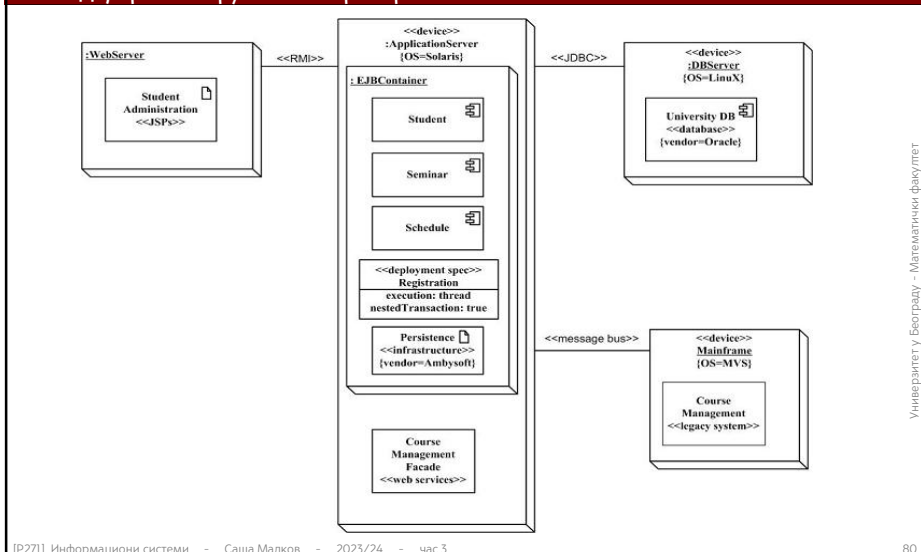 :WebServer
Student
Administration
<<JSPs>>
<<RMI>>
<<device>>
:ApplicationServer
{OS=Solaris}
: EJBContainer
Student
Seminar
Schedule
<<deployment spec>>
Registration
execution: thread
nestedTransaction: true
Persistence
<<infrastructure>>
{vendor=Ambysoft}
Course
Management
Facade
<<web services>>
<<JDBC>>
<<device>>
:DBServer
{OS=LinuX}
University DB
<<database>>
{vendor=Oracle}
<<message bus>>
<<device>>
Mainframe
{OS=MVS}
Course
Management
<<legacy system>>
Универзитет у Београду - Математички факултет
[Р271] Информациони системи - Саша Малков - 2023/24 - час 3
80